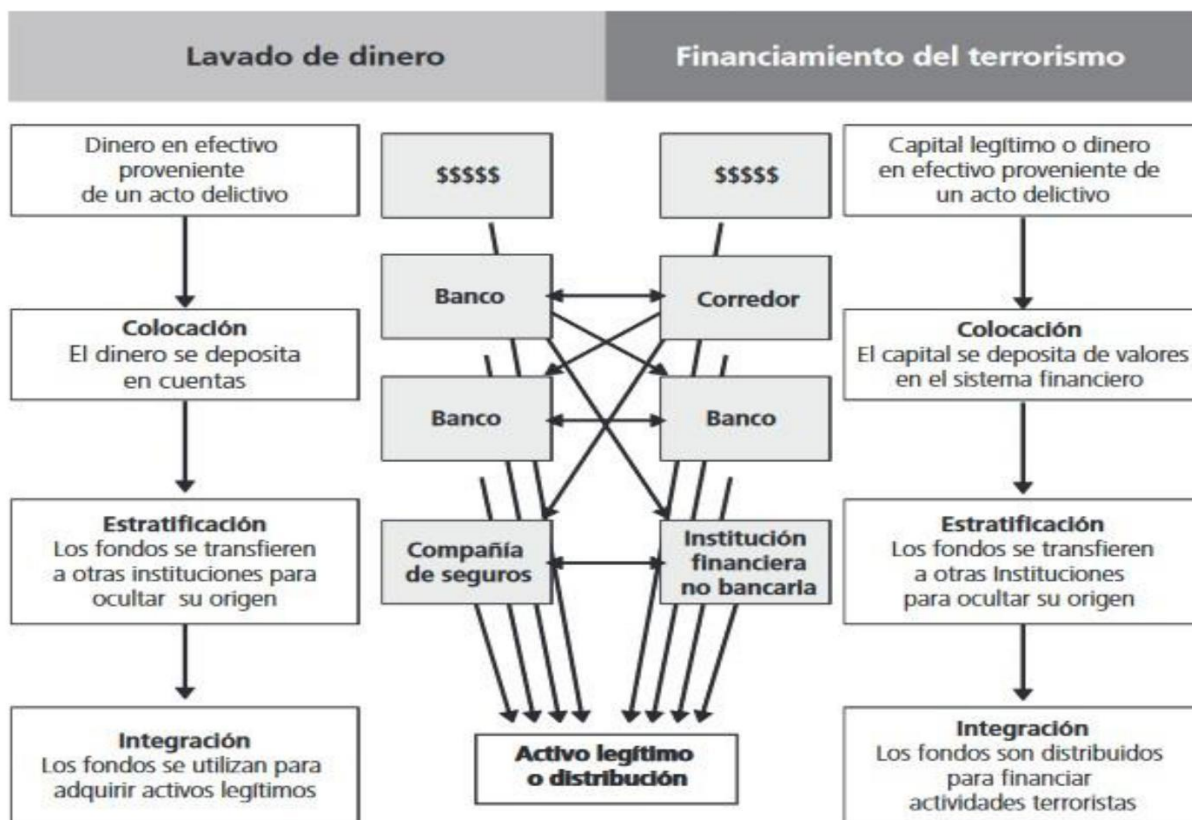 Lavado de dinero
Financiamiento del terrorismo
Dinero en efectivo
proveniente
de un acto delictivo
Colocación
El dinero se deposita
en cuentas
Estratificación
Los fondos se transfieren
a otras instituciones para
ocultar su origen
Integración
Los fondos se utilizan para
adquirir activos legítimos
$$$$$
Banco
Banco
Compañía
de seguros
$$$$$
Corredor
Banco
Institución
financiera
no bancaria
Activo legítimo
o distribución
Capital legítimo o dinero
en efectivo proveniente de
un acto delictivo
Colocación
El capital se deposita de valores
en el sistema financiero
Estratificación
Los fondos se transfieren
a otras Instituciones
para ocultar su origen
Integración
Los fondos son distribuidos
para financiar
actividades terroristas